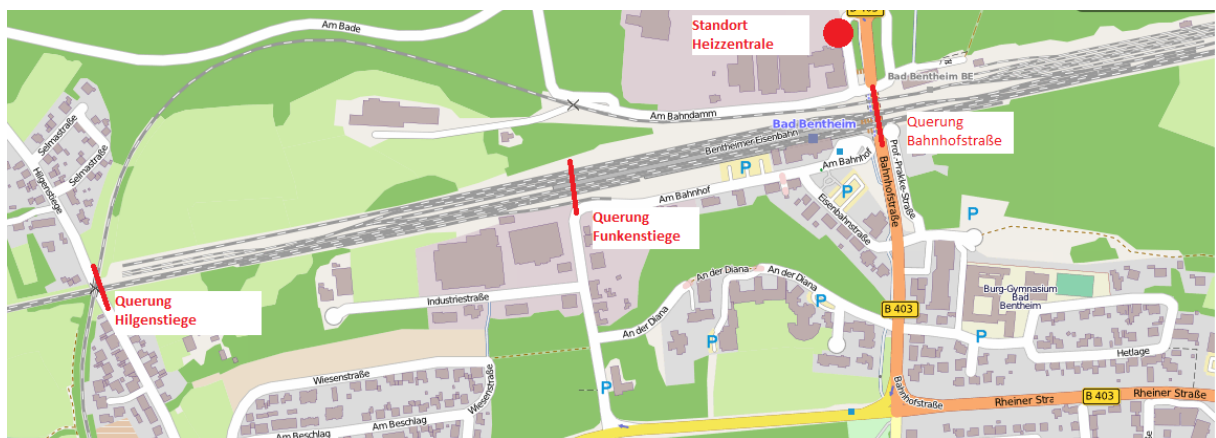 B 403
Am Bade
Standort
Heizzentrale
Bad Bentheim BE
Am Bahndamm
Bad Bentheim
Bentheimer Eisenbahn
Querung
Bahnhofstraße
Selmastraße
Selmastraße
Hilgenstiege
P
Am Bahnhof
Prof.-Prakke-Straße
Bahnhofstraße
P
Am Bahnhof
Eisenbahnstraße
P
Querung
Funkenstiege
Querung
Hilgenstiege
Industriestraße
An der Diana
An der Diana
An der Diana
Burg-Gymnasium
Bad
Bentheim
B 403
P
P
P
Hetlage
Wiesenstraße
Wiesenstraße
P
Bahnhofstraße
Rheiner Stra
B 403
Rheiner Straße
Am Beschlag
Am Beschlag